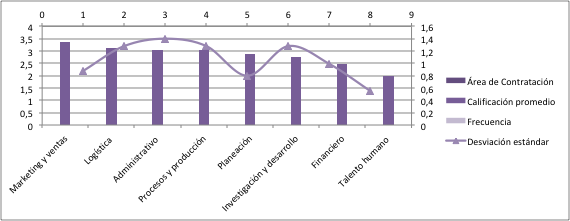 0 1 2 3 4 5 6 7 8 9
4
3,5
3
2,5
2
1,5
1
0,5
0
1,6
1,4
1,2
1
0,8
0,6
0,4
0,2
0
Marketing y ventas
Logística
Administrativo
Procesos y producción
Planeación
Investigación y desarrollo
Financiero
Talento humano
Área de Contratación
Calificación promedio
Frecuencia
Desviación estándar